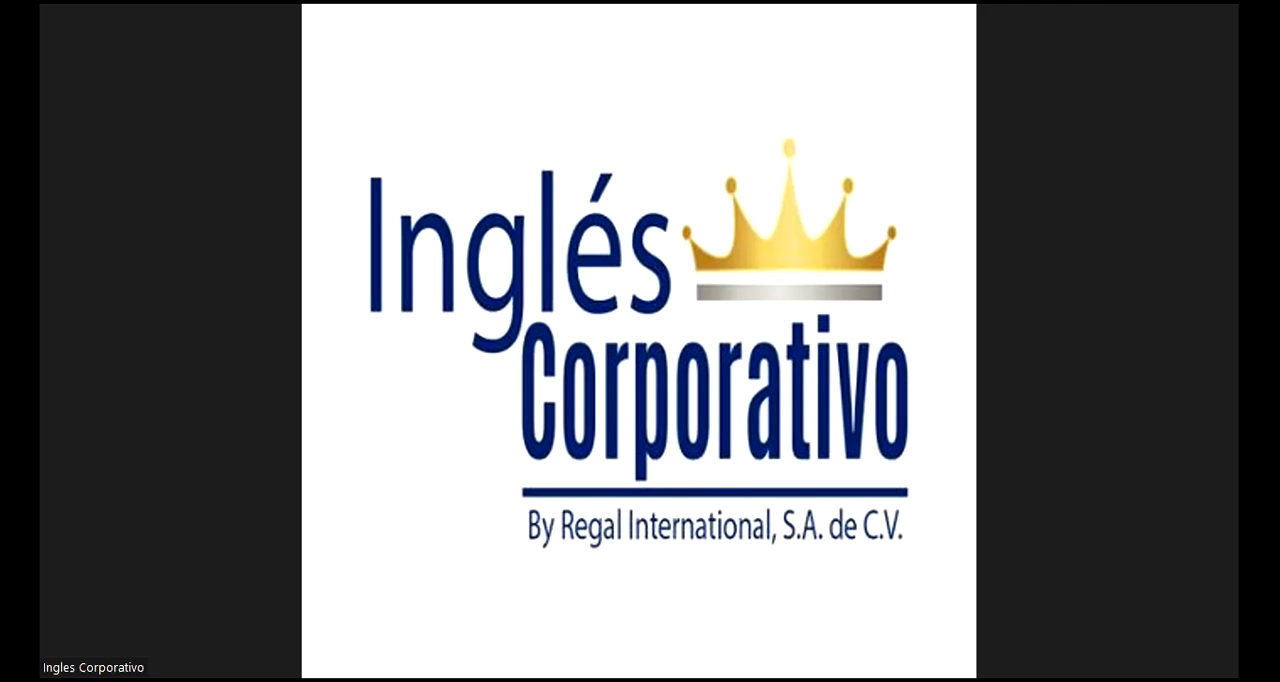 Inglés
Corporativo
By Regal International, S.A. de C.V.
Ingles Corporativo